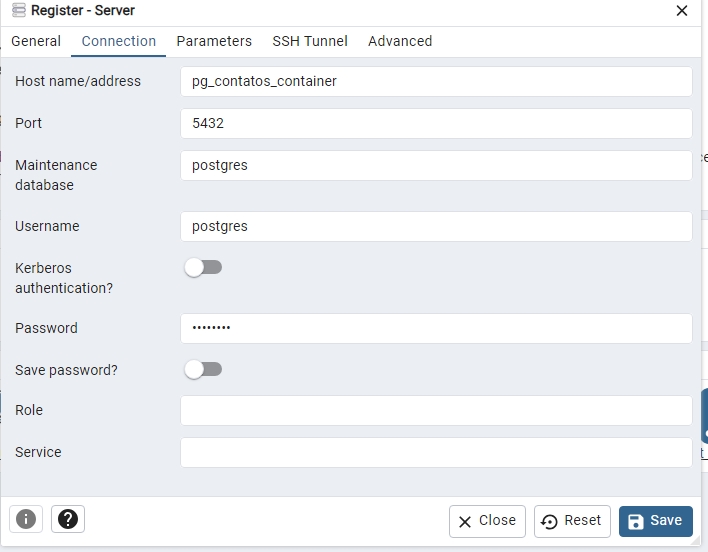 Register - Server
General Connection Parameters SSH Tunnel Advanced
Host name/address pg_contatos_container
Port 5432
Maintenance
database
postgres
Username postgres
Kerberos
authentication?
Password ••••••••
Save password?
Role
Service
Close Reset Save